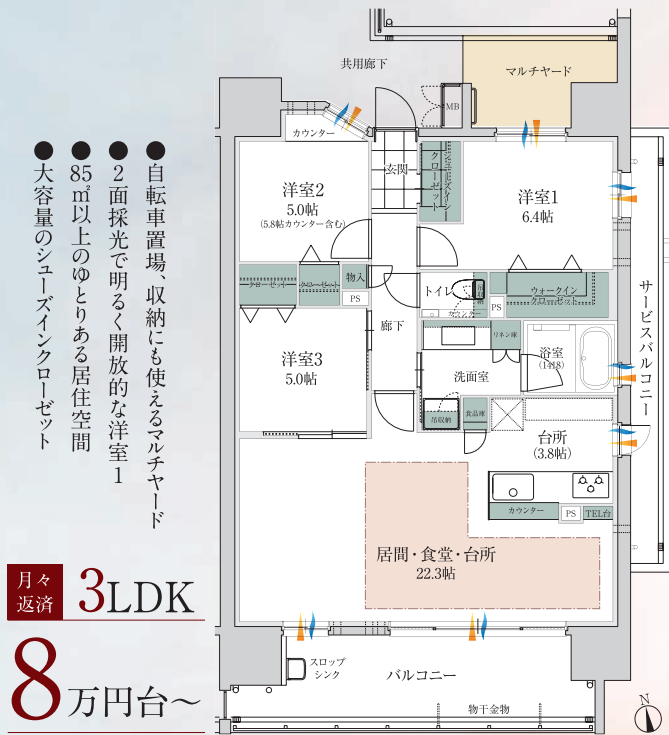 ●自転車置場、収納にも使えるマルチヤード
●2面採光で明るく開放的な洋室1
●85㎡以上のゆとりある居住空間
●大容量のシューズインクローゼット
月々
返済
3LDK
8万円台~
共用廊下
マルチヤード
MB
カウンター
玄関
シューズイン
クローゼット
洋室2
5.0帖
(5.8帖カウンター含む)
洋室1
6.4帖
クローゼット
クローゼット
物入
PS
トイレ
吊収納
カウンター
PS
ウォークイン
クローゼット
廊下
リネン庫
浴室
(1418)
洋室3
5.0帖
洗面室
吊収納
食品庫
台所
(3.8帖)
カウンター
PS
TEL台
居間・食堂・台所
22.3帖
サービスバルコニー
スロップ
シンク
バルコニー
物干金物
N